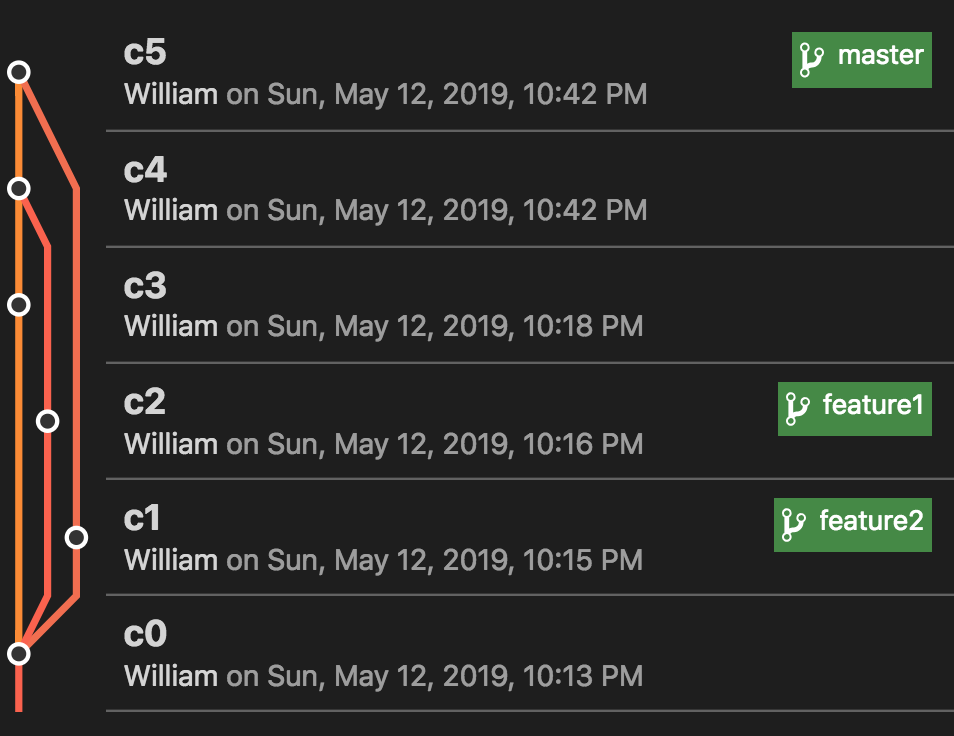 c5
master
William on Sun, May 12, 2019, 10:42 PM
c4
William on Sun, May 12, 2019, 10:42 PM
c3
William on Sun, May 12, 2019, 10:18 PM
c2
feature1
William on Sun, May 12, 2019, 10:16 PM
c1
feature2
William on Sun, May 12, 2019, 10:15 PM
c0
William on Sun, May 12, 2019, 10:13 PM